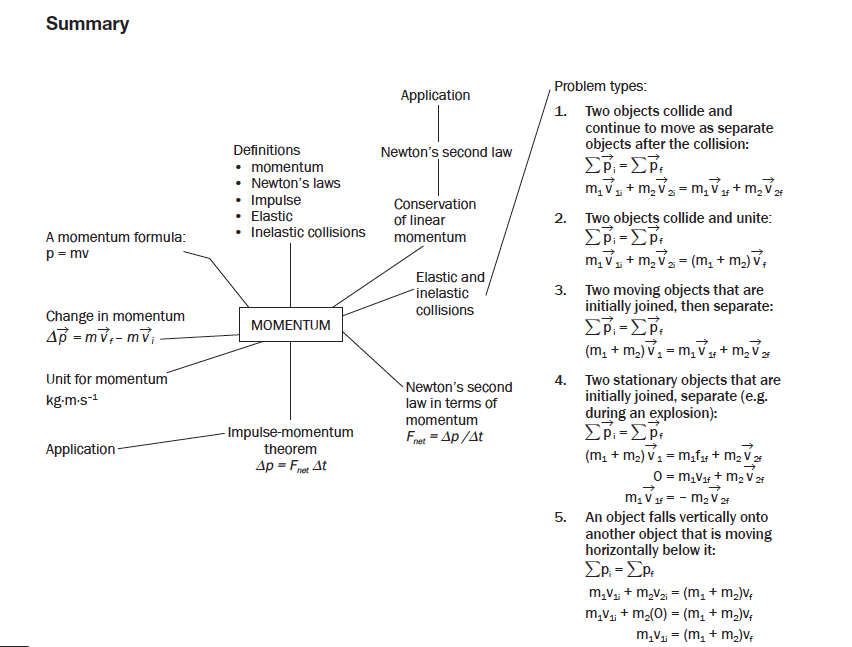 Summary
Application
Newton's second law
Conservation
of linear
momentum
Definitions
• momentum
• Newton's laws
• Impulse
• Elastic
• Inelastic collisions
A momentum formula:
p = mv
Elastic and
inelastic
collisions
Change in momentum
Δp⃗ = mv⃗f – mv⃗i
MOMENTUM
Unit for momentum
kg·m·s⁻¹
Newton's second
law in terms of
momentum
Fnet = Δp/Δt
Application
Impulse-momentum
theorem
Δp = Fnet Δt
Problem types:
1. Two objects collide and
continue to move as separate
objects after the collision:
∑p⃗i = ∑p⃗f
m₁v⃗1i + m₂v⃗2i = m₁v⃗1f + m₂v⃗2f
2. Two objects collide and unite:
∑p⃗i = ∑p⃗f
m₁v⃗1i + m₂v⃗2i = (m₁ + m₂)v⃗f
3. Two moving objects that are
initially joined, then separate:
∑p⃗i = ∑p⃗f
(m₁ + m₂)v⃗1 = m₁v⃗1f + m₂v⃗2f
4. Two stationary objects that are
initially joined, separate (e.g.
during an explosion):
∑p⃗i = ∑p⃗f
(m₁ + m₂)v⃗1 = m₁f1f + m₂v⃗2f
0 = m₁v1f + m₂v⃗2f
m₁v⃗1f = – m₂v⃗2f
5. An object falls vertically onto
another object that is moving
horizontally below it:
∑pi = ∑pf
m₁v1i + m₂v2i = (m₁ + m₂)vf
m₁v1i + m₂(0) = (m₁ + m₂)vf
m₁v1i = (m₁ + m₂)vf